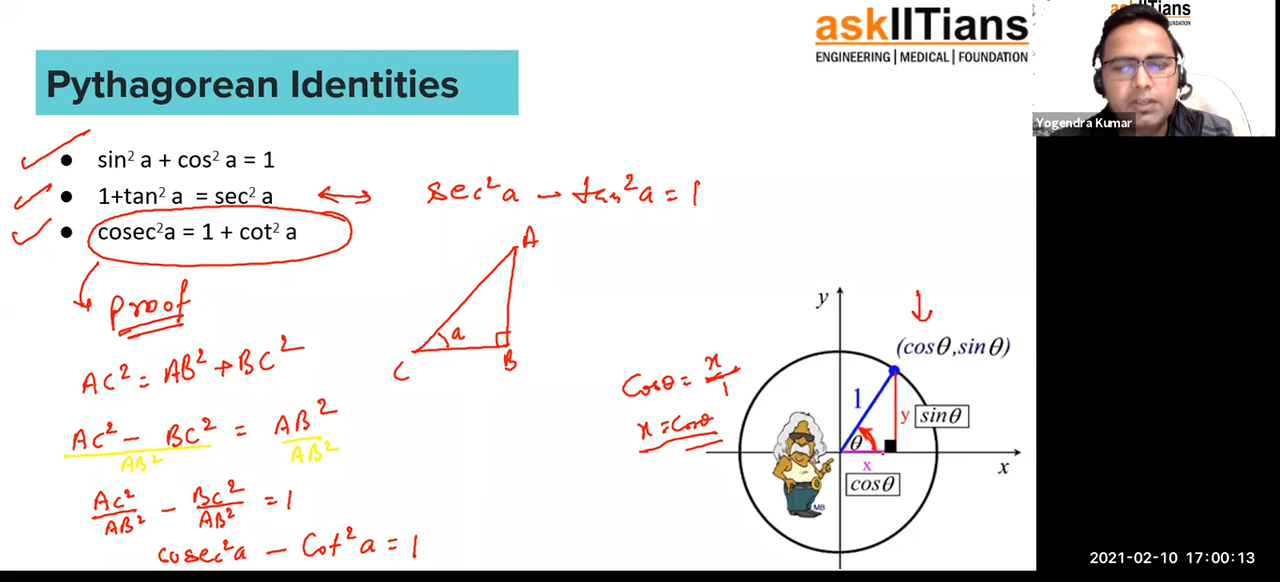 askIITians
ENGINEERING | MEDICAL | FOUNDATION
Yogendra Kumar
Pythagorean Identities
• sin² a + cos² a = 1
• 1+tan² a = sec² a ↔ sec²a − tan²a = 1
• cosec²a = 1 + cot² a
Proof
AC² = AB² + BC²
AC² − BC² / AB² = AB² / AB²
AC²/AB² − BC²/AB² = 1
cosec²a − cot²a = 1
A
a
C
B
y
(cosθ,sinθ)
Cosθ = x/1
x = Cosθ
1
y sinθ
θ
x
x
cosθ
MB
2021-02-10 17:00:13